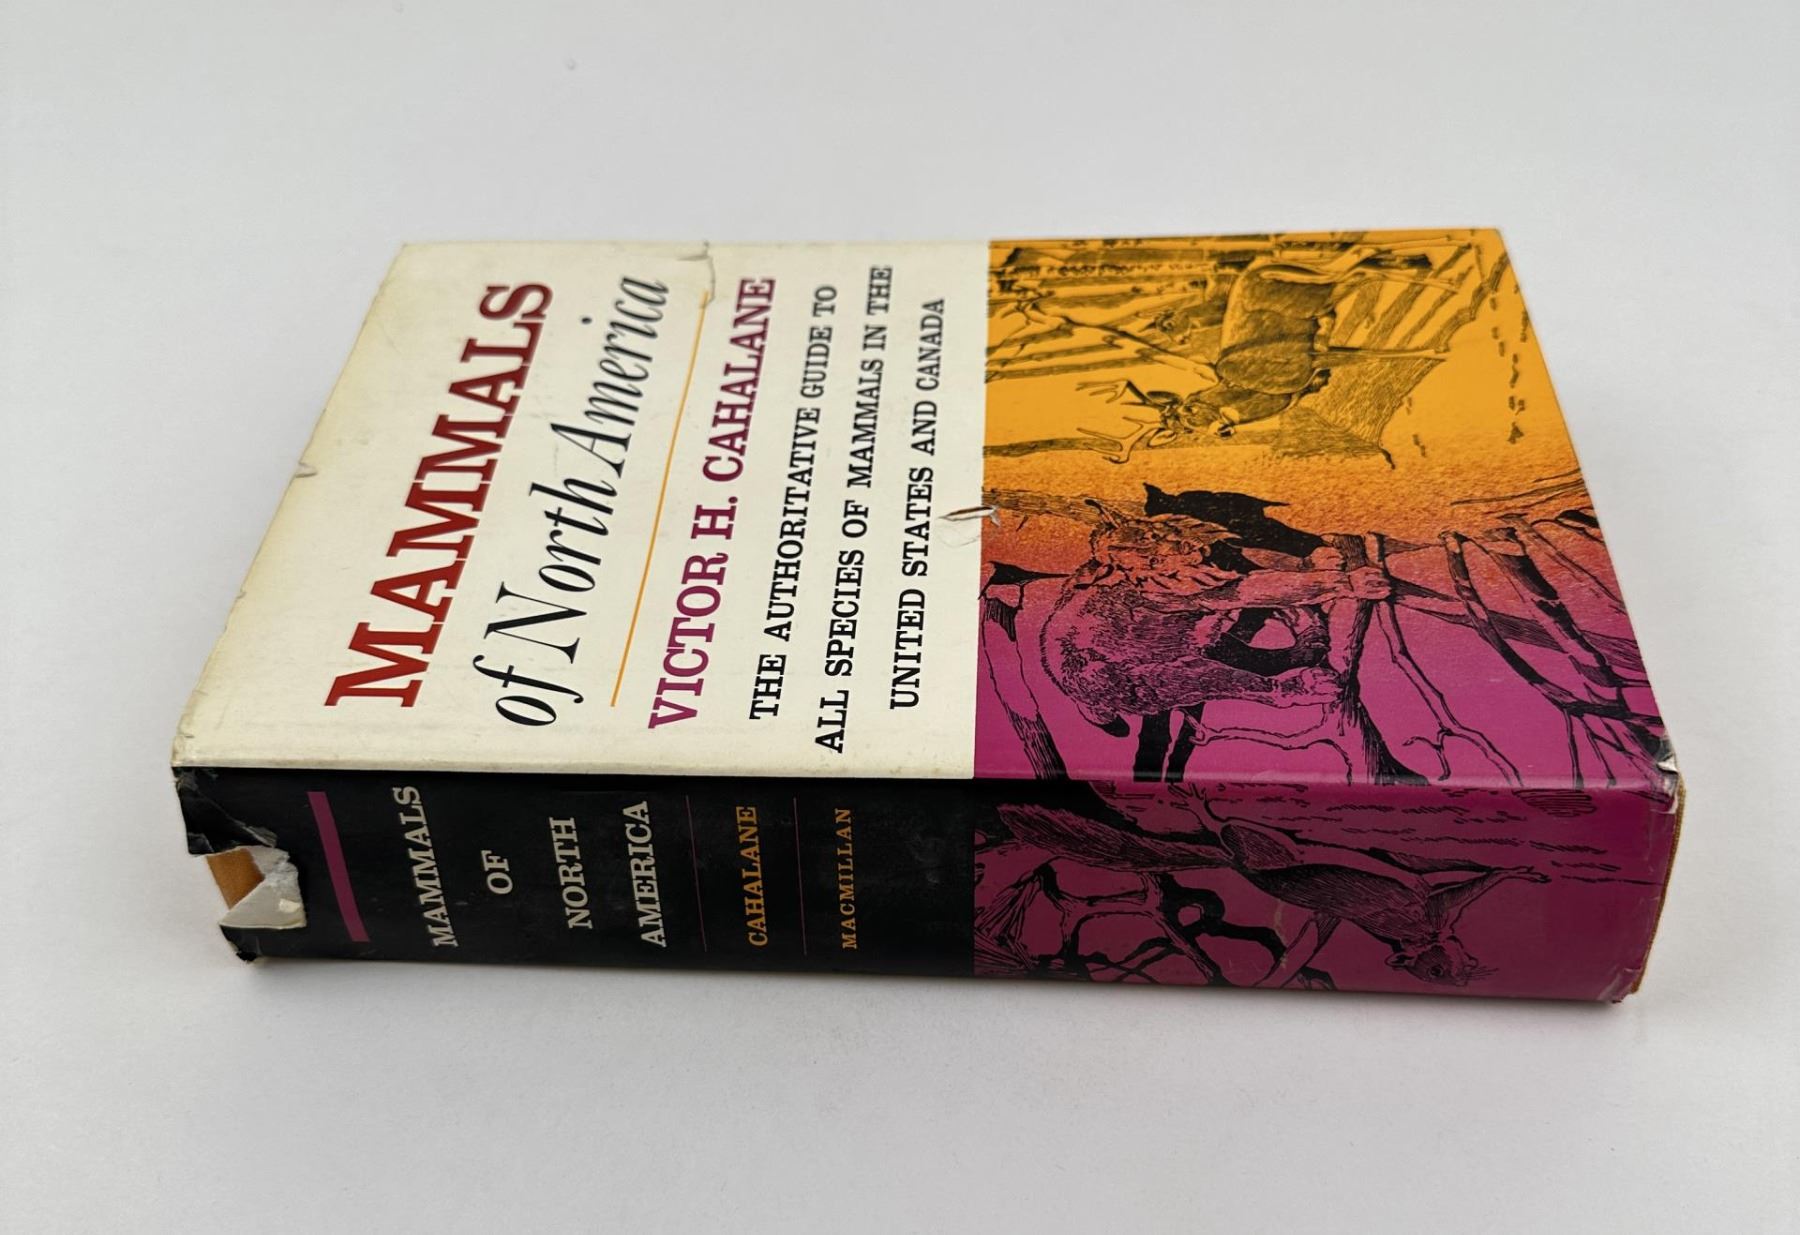 MAMMALS
of North America
VICTOR H. CAHALANE
THE AUTHORITATIVE GUIDE TO
ALL SPECIES OF MAMMALS IN THE
UNITED STATES AND CANADA
MAMMALS
OF
NORTH
AMERICA
CAHALANE
MACMILLAN